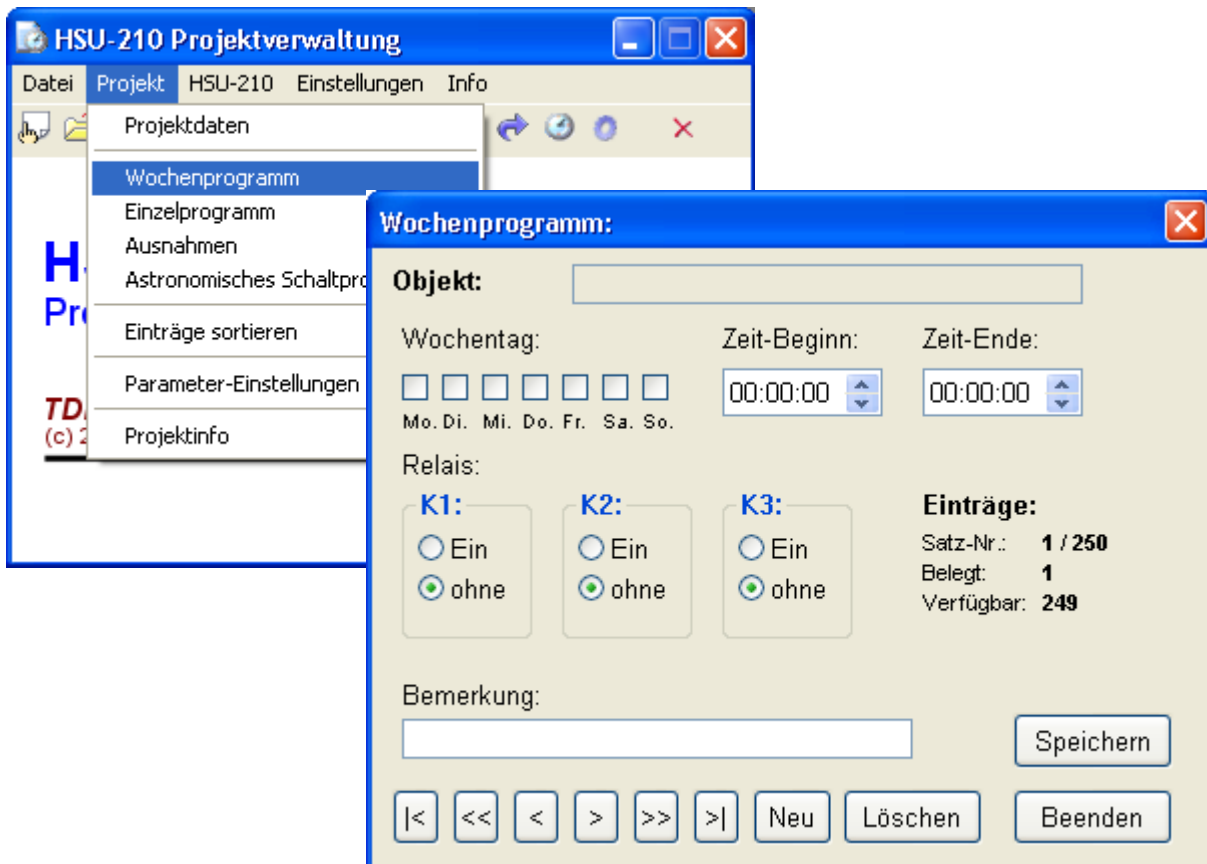 HSU-210 Projektverwaltung
Datei Projekt HSU-210 Einstellungen Info
Projektdaten
Wochenprogramm
Einzelprogramm
Ausnahmen
Astronomisches Schaltpro
Einträge sortieren
Parameter-Einstellungen
Projektinfo
H
Pr
TD
(c) 2
Wochenprogramm:
Objekt:
Wochentag: Zeit-Beginn: Zeit-Ende:
00:00:00 00:00:00
Mo. Di. Mi. Do. Fr. Sa. So.
Relais:
K1: K2: K3: Einträge:
Ein Ein Ein Satz-Nr.: 1 / 250
Belegt: 1
ohne ohne ohne Verfügbar: 249
Bemerkung:
Speichern
|< << < > >> >| Neu Löschen Beenden